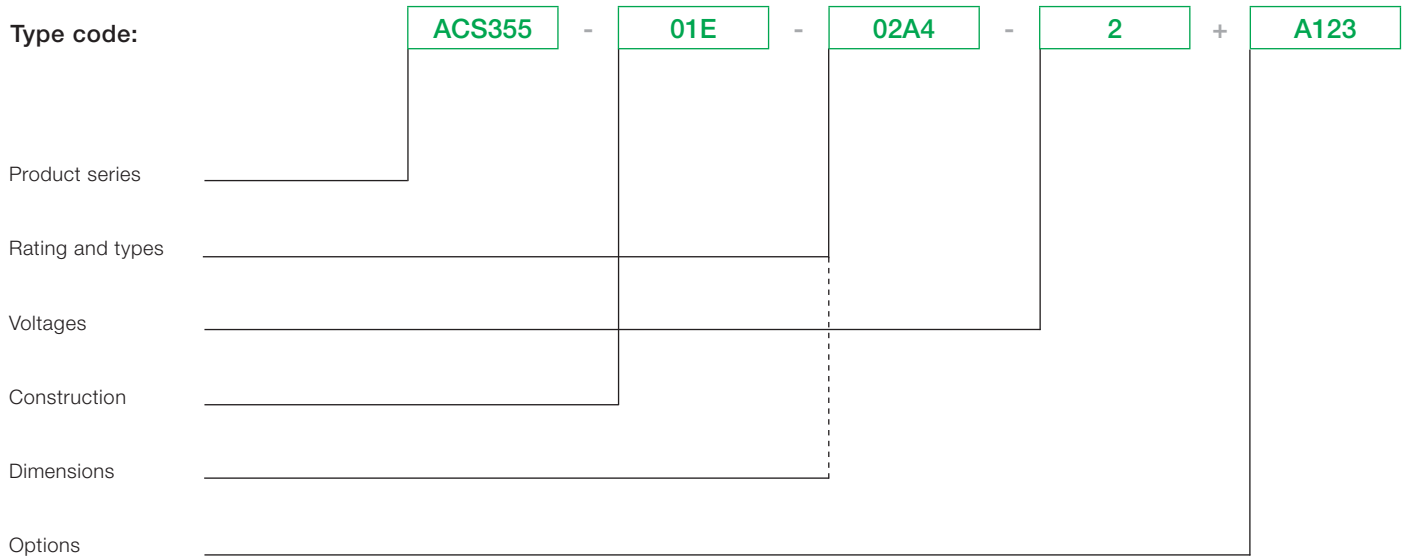 Type code: ACS355 - 01E - 02A4 - 2 + A123
Product series
Rating and types
Voltages
Construction
Dimensions
Options